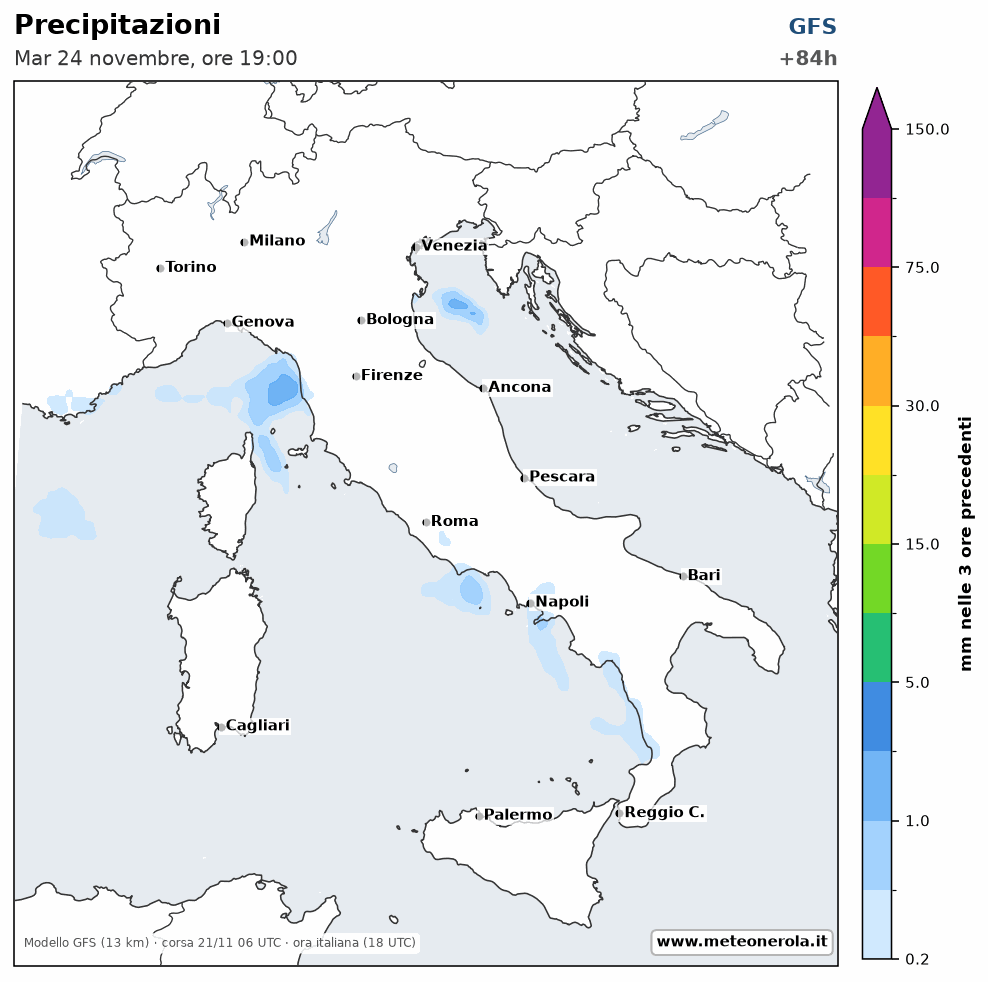 Precipitazioni
GFS
Mar 24 novembre, ore 19:00
+84h
150.0
75.0
30.0
15.0
5.0
1.0
0.2
mm nelle 3 ore precedenti
Milano
Venezia
Torino
Genova
Bologna
Firenze
Ancona
Pescara
Roma
Bari
Napoli
Cagliari
Palermo
Reggio C.
Modello GFS (13 km) · corsa 21/11 06 UTC · ora italiana (18 UTC)
www.meteonerola.it